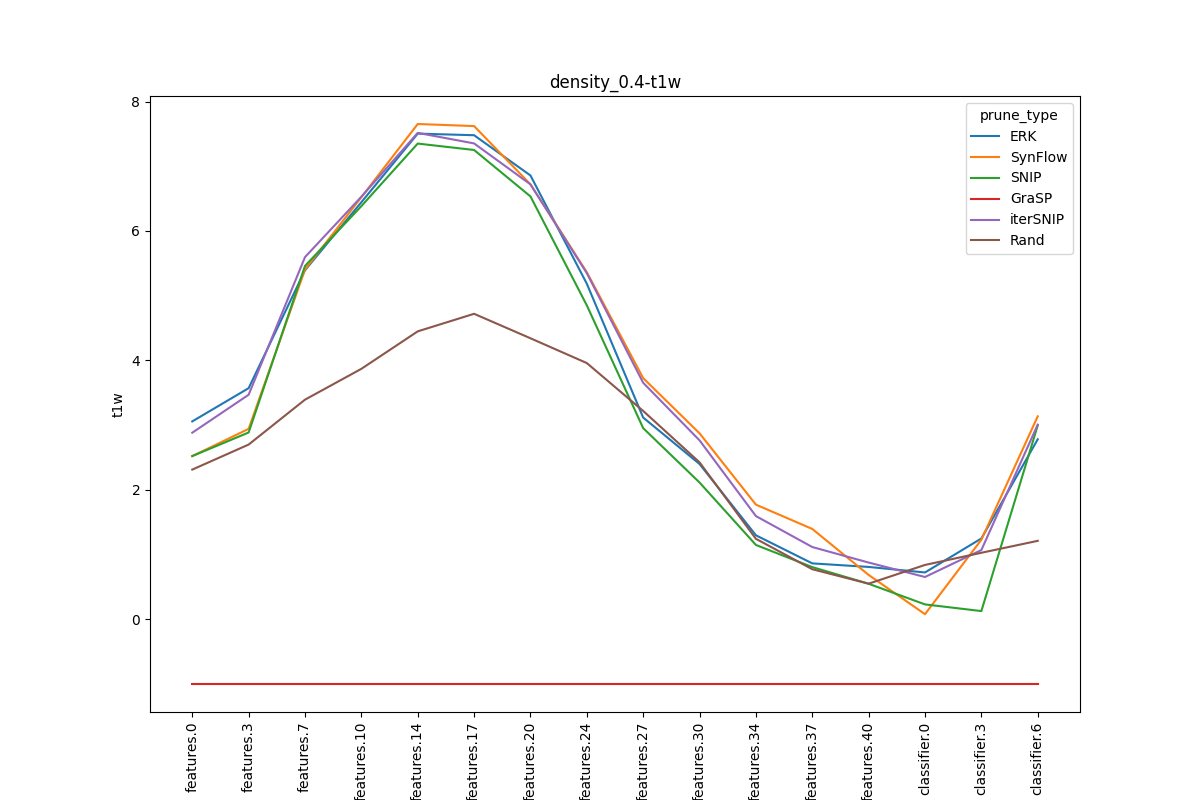 density_0.4-t1w
prune_type
ERK
SynFlow
SNIP
GraSP
iterSNIP
Rand
t1w
8
6
4
2
0
features.0
features.3
features.7
features.10
features.14
features.17
features.20
features.24
features.27
features.30
features.34
features.37
features.40
classifier.0
classifier.3
classifier.6